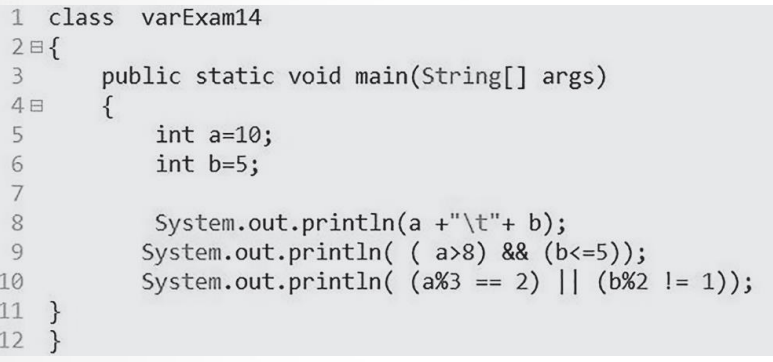 1 class varExam14
2 {
3 public static void main(String[] args)
4 {
5 int a=10;
6 int b=5;
7
8 System.out.println(a +"\t"+ b);
9 System.out.println( ( a>8) && (b<=5));
10 System.out.println( (a%3 == 2) || (b%2 != 1));
11 }
12 }